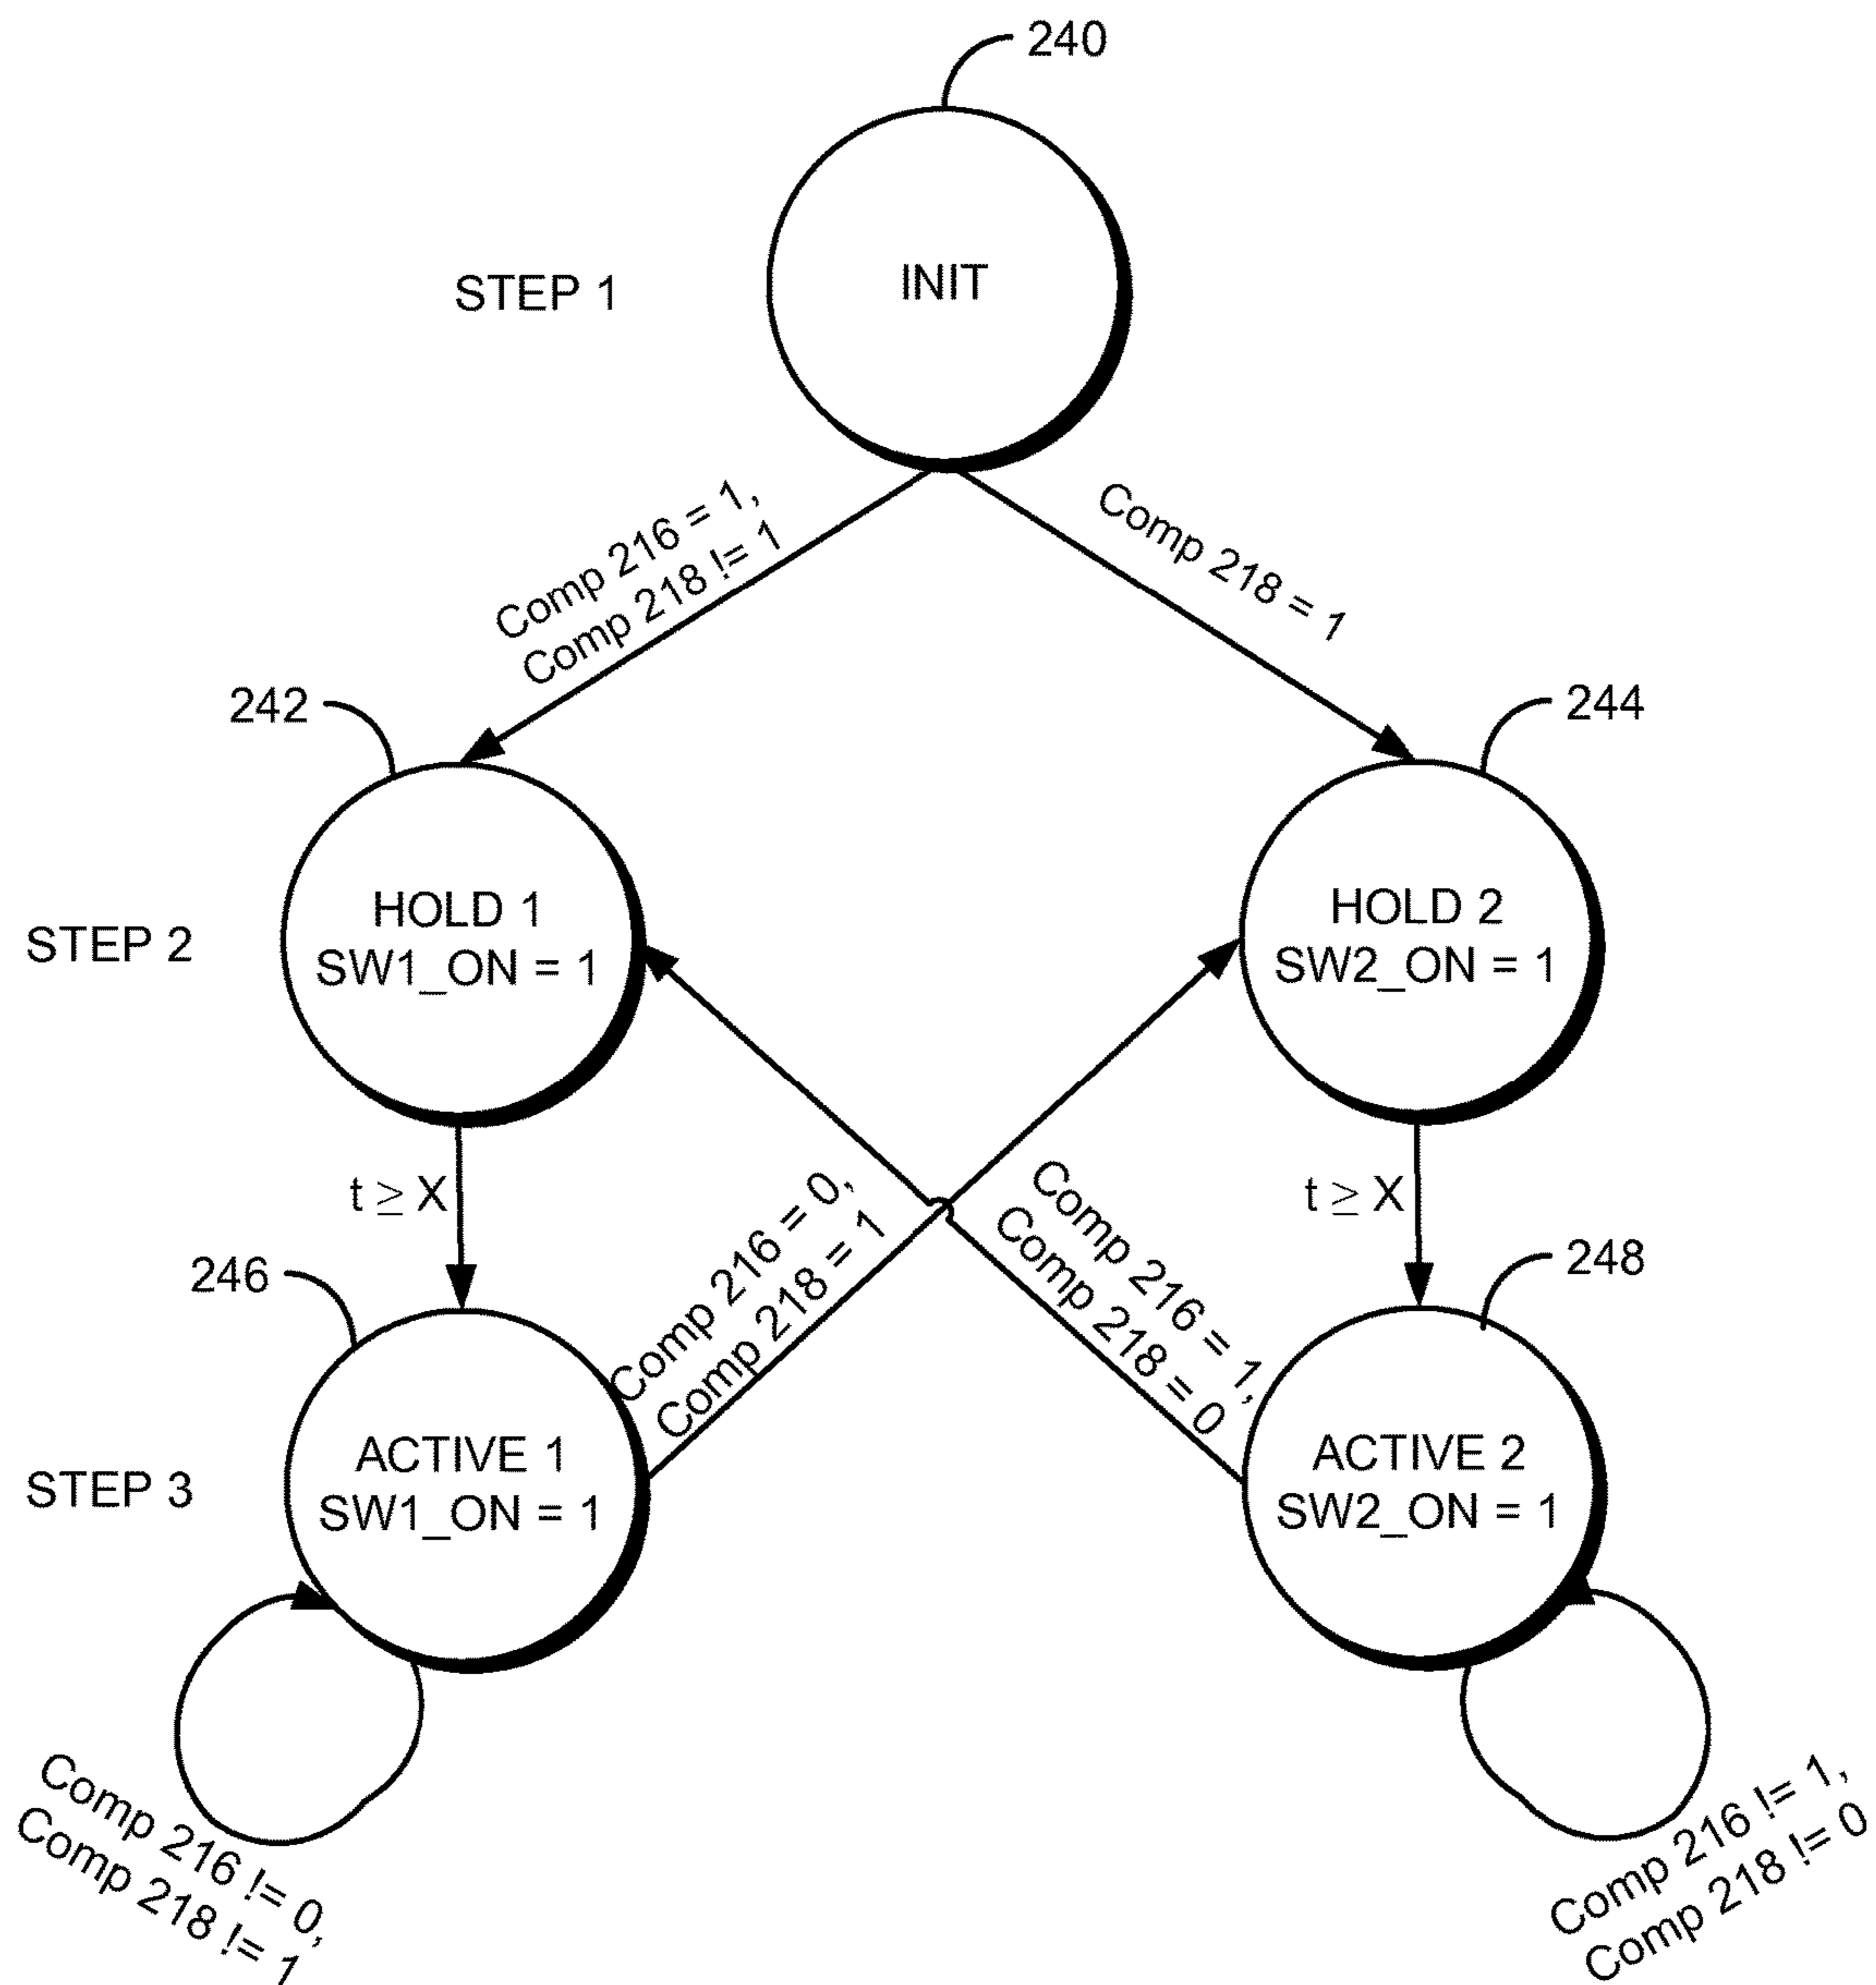 240
STEP 1
INIT
Comp 216 = 1,
Comp 218 != 1
Comp 218 = 1
242
244
STEP 2
HOLD 1
SW1_ON = 1
HOLD 2
SW2_ON = 1
t ≥ X
Comp 216 = 0,
Comp 218 = 1
Comp 216 = 1,
Comp 218 = 0
t ≥ X
246
248
STEP 3
ACTIVE 1
SW1_ON = 1
ACTIVE 2
SW2_ON = 1
Comp 216 != 0,
Comp 218 != 1
Comp 216 != 1,
Comp 218 != 0